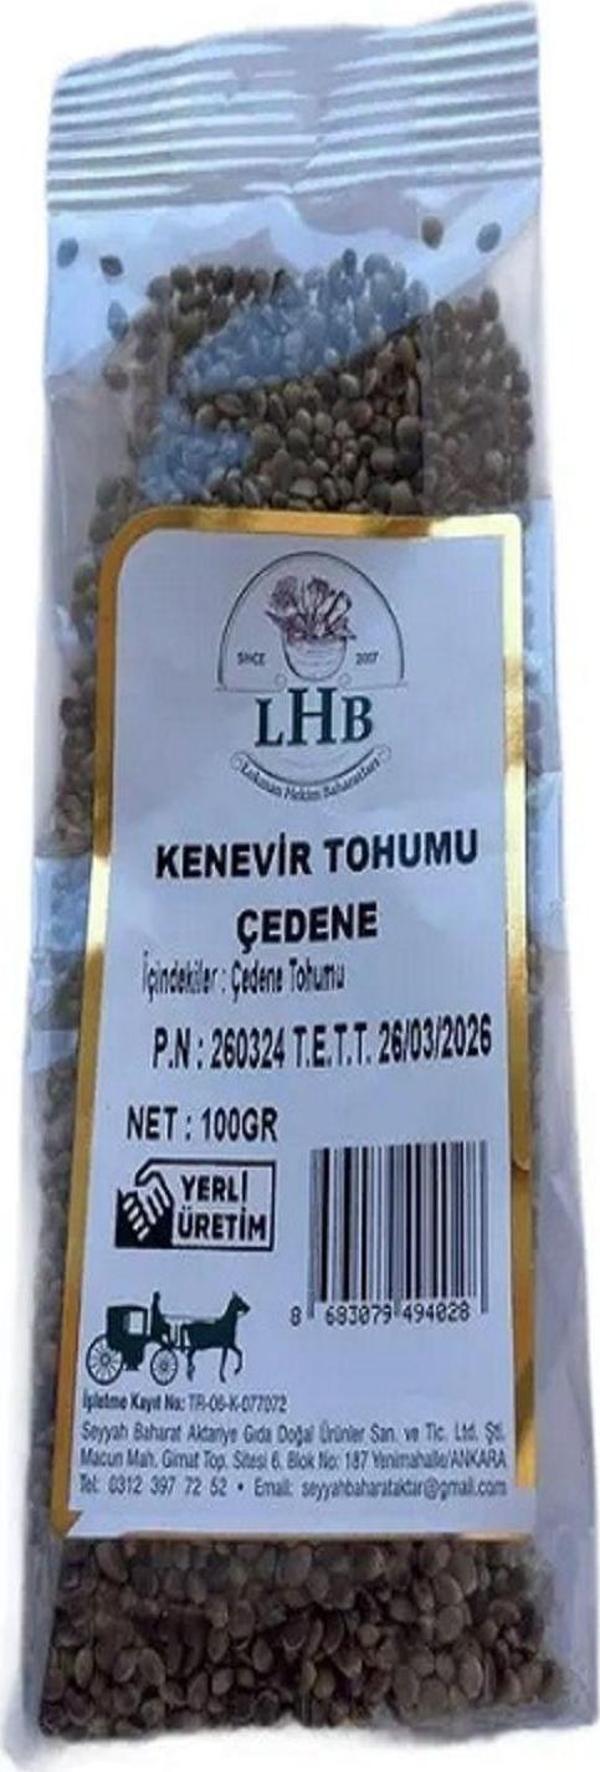 SINCE 2007
LHB
Lokman Hekim Baharatları
KENEVİR TOHUMU
ÇEDENE
İçindekiler : Çedene Tohumu
P.N : 260324 T.E.T.T. 26/03/2026
NET : 100GR
YERLİ
ÜRETİM
8 683079 494028
İşletme Kayıt No: TR-06-K-077072
Seyyah Baharat Aktariye Gıda Doğal Ürünler San. ve Tic. Ltd. Şti.
Macun Mah. Gimat Top. Sitesi 6. Blok No: 187 Yenimahalle/ANKARA
Tel: 0312 397 72 52 • Email: seyyahbaharataktar@gmail.com